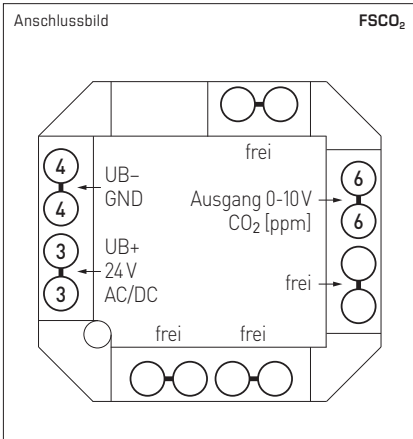 Anschlussbild
FSCO₂
frei
4
4
UB–
GND
3
3
UB+
24 V
AC/DC
Ausgang 0-10 V
CO₂ [ppm]
6
6
frei
frei
frei